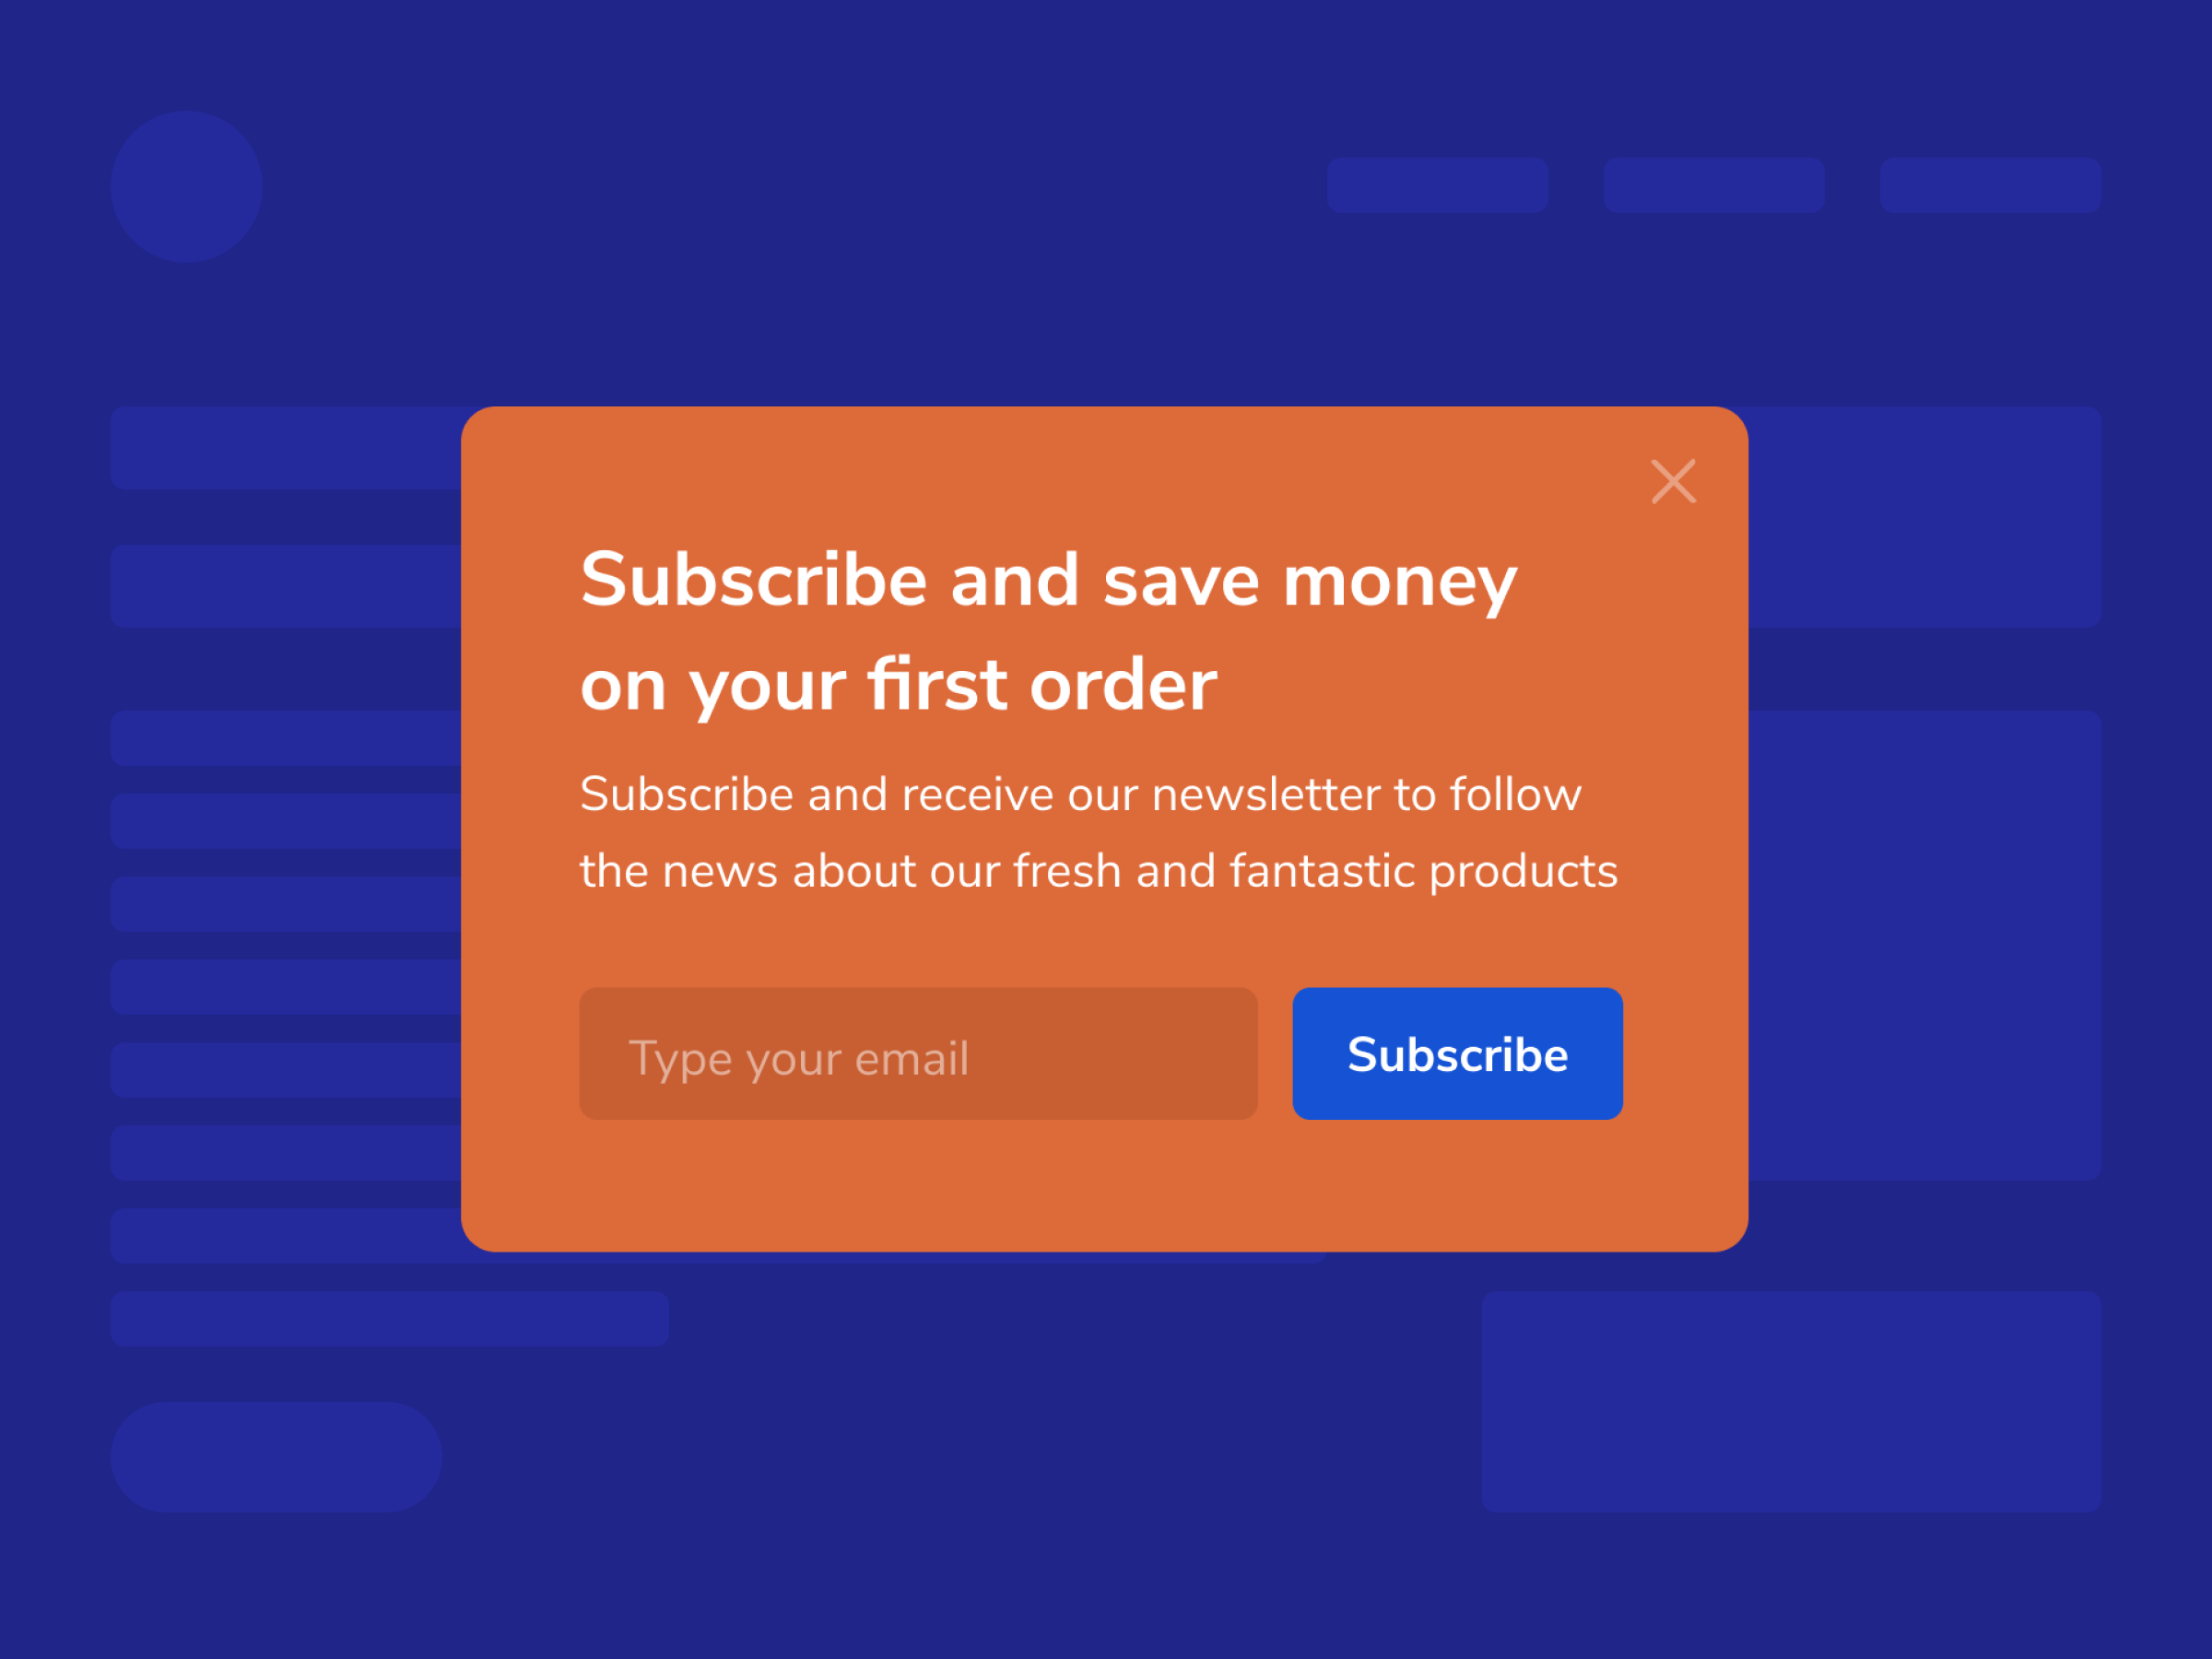 Subscribe and save money
on your first order
Subscribe and receive our newsletter to follow
the news about our fresh and fantastic products
Type your email
Subscribe